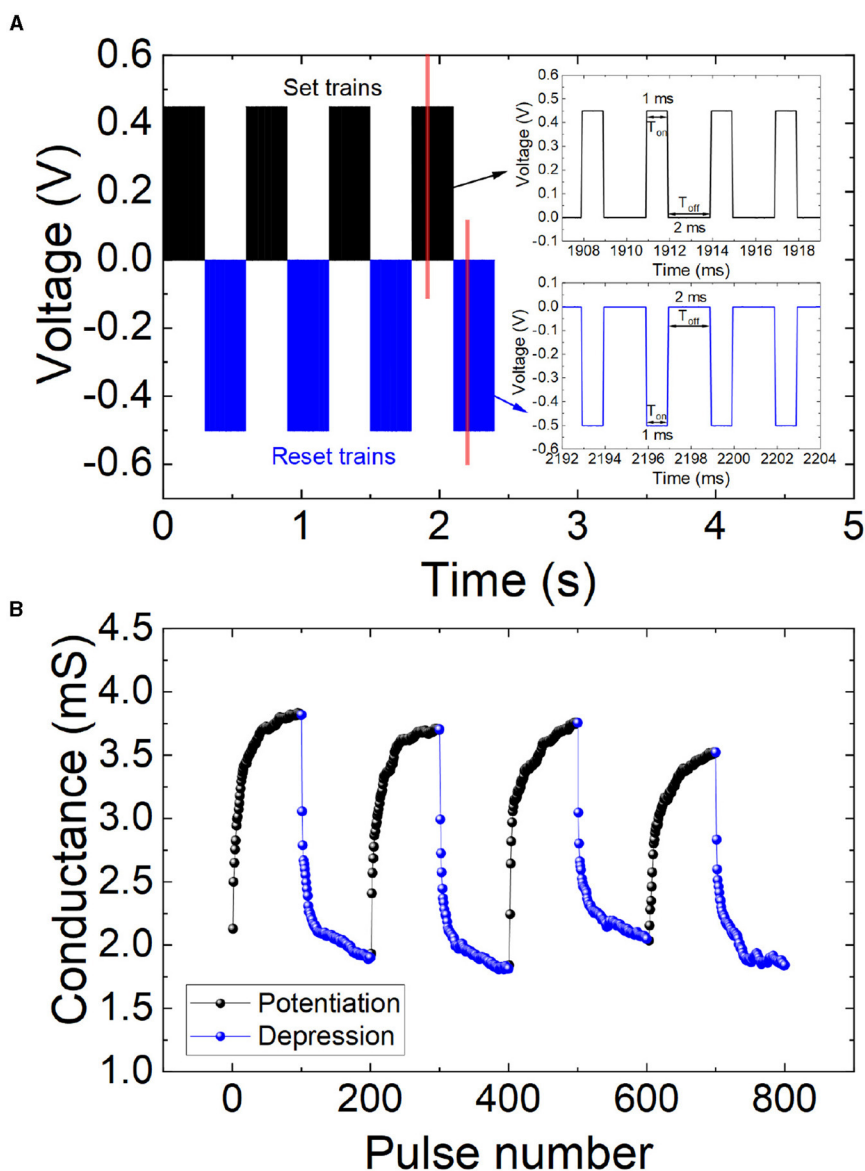 A
0.6
0.4
0.2
0.0
-0.2
-0.4
-0.6
Voltage (V)
Set trains
Reset trains
0 1 2 3 4 5
Time (s)
0.6
0.5
0.4
0.3
0.2
0.1
0.0
-0.1
Voltage (V)
1 ms
Ton
Toff
2 ms
1908 1910 1912 1914 1916 1918
Time (ms)
0.1
0.0
-0.1
-0.2
-0.3
-0.4
-0.5
-0.6
Voltage (V)
2 ms
Toff
Ton
1 ms
2192 2194 2196 2198 2200 2202 2204
Time (ms)
B
4.5
4.0
3.5
3.0
2.5
2.0
1.5
1.0
Conductance (mS)
Potentiation
Depression
0 200 400 600 800
Pulse number